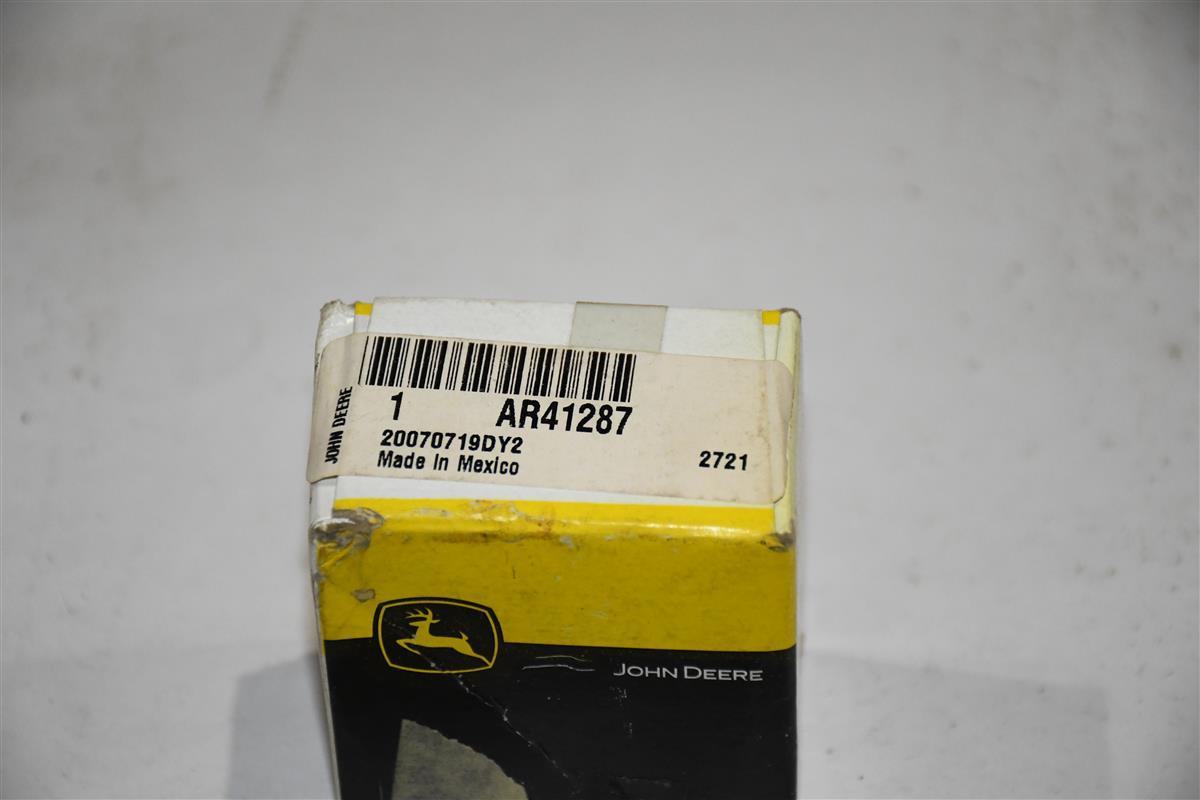 JOHN DEERE
1 AR41287
20070719DY2
Made In Mexico
2721
JOHN DEERE